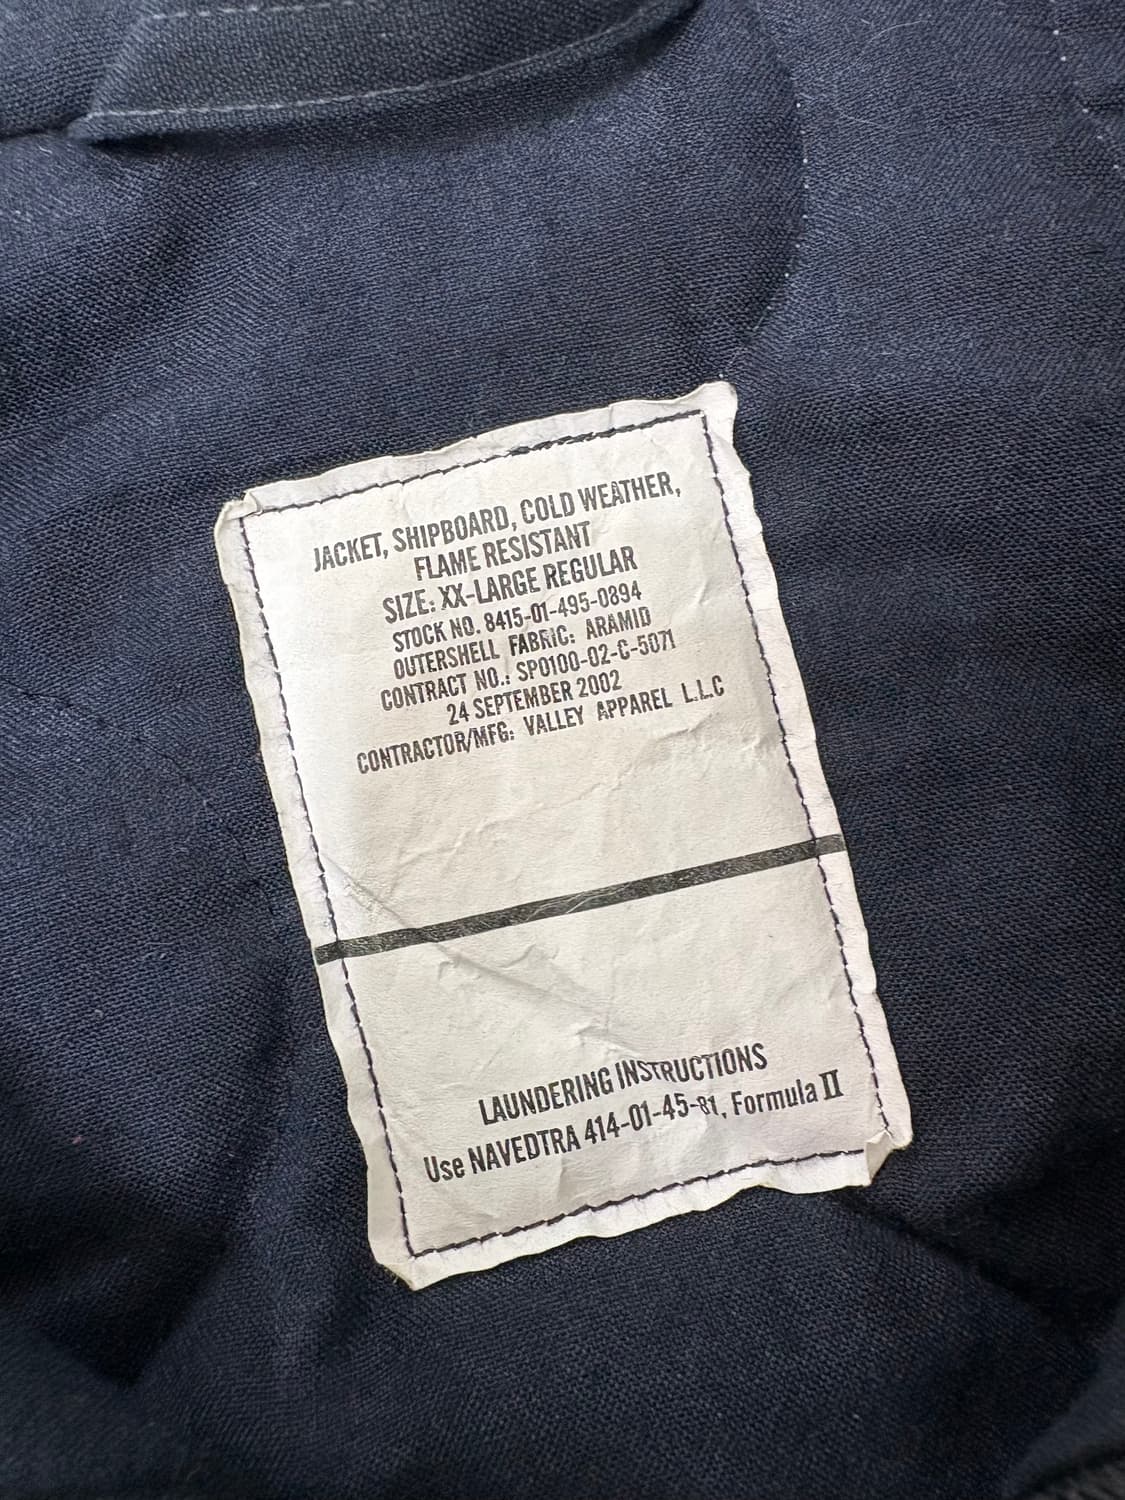 JACKET, SHIPBOARD, COLD WEATHER,
FLAME RESISTANT
SIZE: XX-LARGE REGULAR
STOCK NO. 8415-01-495-0894
OUTERSHELL FABRIC: ARAMID
CONTRACT NO.: SP0100-02-C-5071
24 SEPTEMBER 2002
CONTRACTOR/MFG: VALLEY APPAREL L.L.C
LAUNDERING INSTRUCTIONS
Use NAVEDTRA 414-01-45-81, Formula II